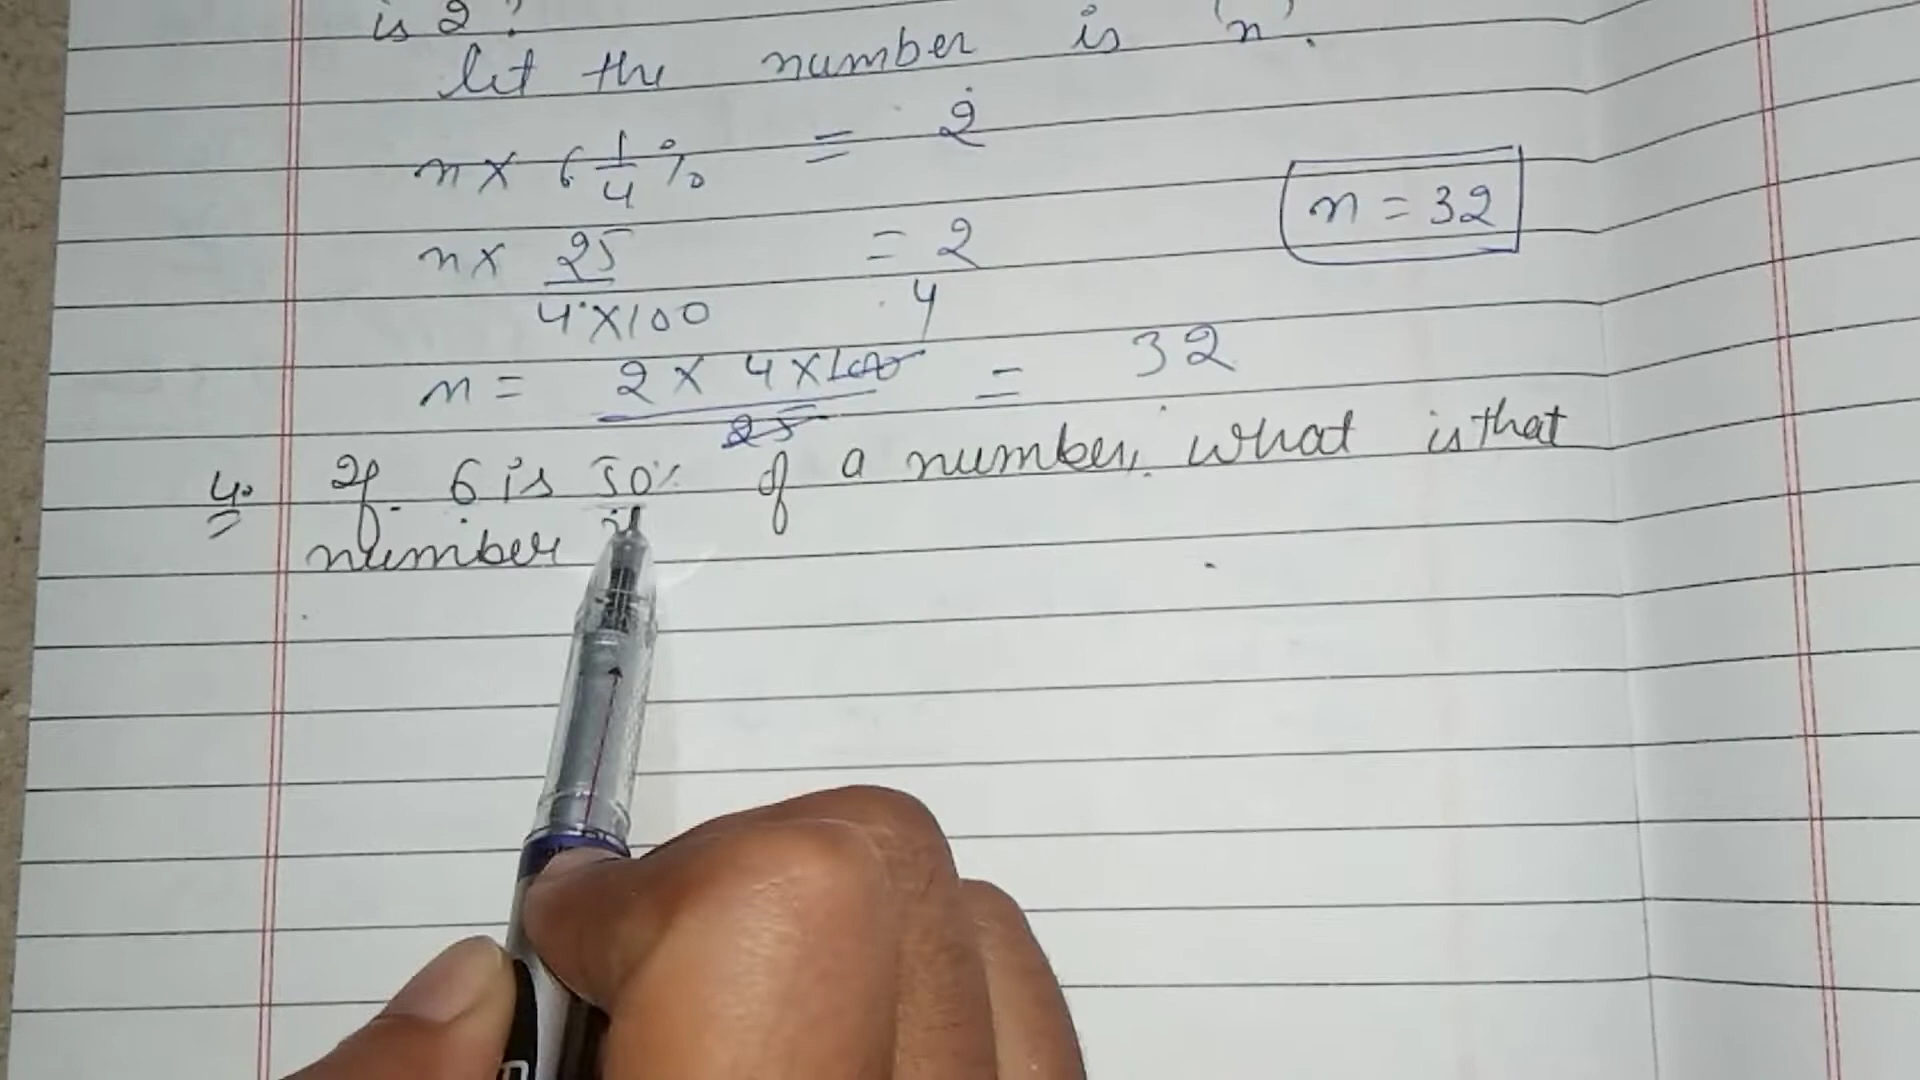 is 2?
let the number is 'n'.
n × 6 1/4 % = 2
n = 32
n × 25 / 4 × 100 = 2
4
n = 2 × 4 × 100 / 25 = 32
4. If 6 is 50% of a number, what is that
number